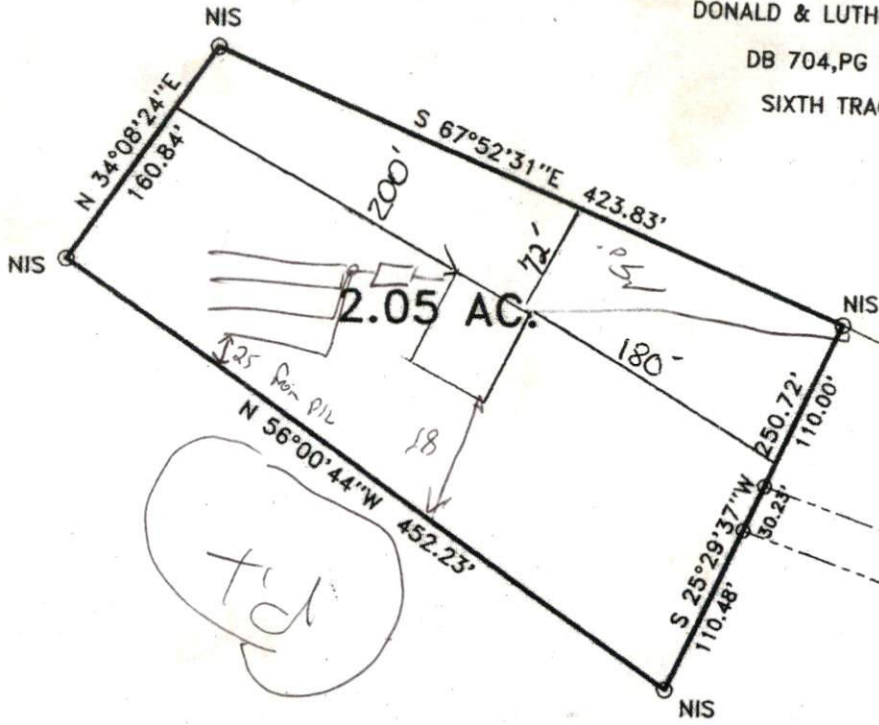 NIS
DONALD & LUTH
DB 704,PG
SIXTH TRAC
N 34°08'24"E
160.84'
S 67°52'31"E 423.83'
200'
72'
NIS
2.05 AC.
NIS
180'
250.72'
110.00'
25 from P/L
N 56°00'44"W 452.23'
S 25°29'37"W
30.23'
110.48'
NIS